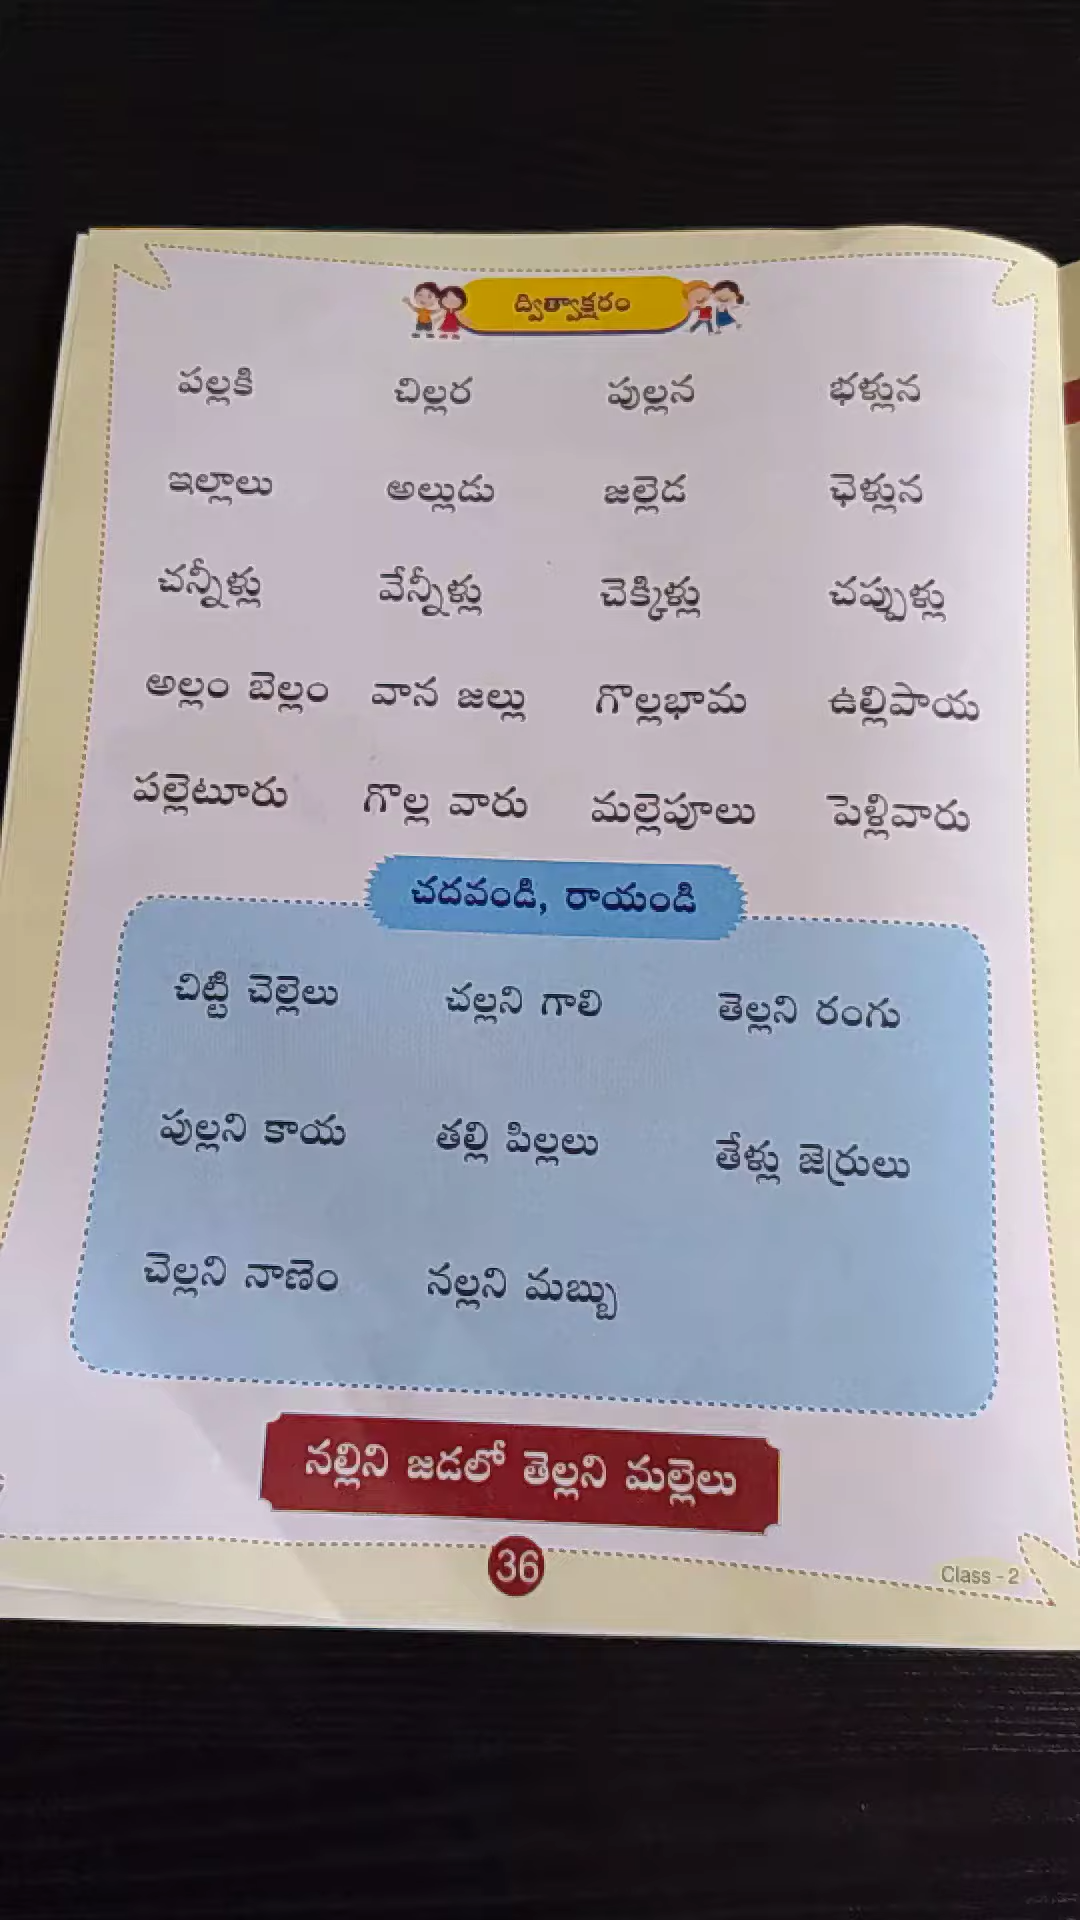 ద్విత్వాక్షరం
పల్లకి చిల్లర పుల్లన భళ్లున
ఇల్లాలు అల్లుడు జల్లెడ ఛెళ్లున
చన్నీళ్లు వేన్నీళ్లు చెక్కిళ్లు చప్పుళ్లు
అల్లం బెల్లం వాన జల్లు గొల్లభామ ఉల్లిపాయ
పల్లెటూరు గొల్ల వారు మల్లెపూలు పెళ్లివారు
చదవండి, రాయండి
చిట్టి చెల్లెలు చల్లని గాలి తెల్లని రంగు
పుల్లని కాయ తల్లి పిల్లలు తేళ్లు జెర్రులు
చెల్లని నాణెం నల్లని మబ్బు
నల్లిని జడలో తెల్లని మల్లెలు
36
Class - 2